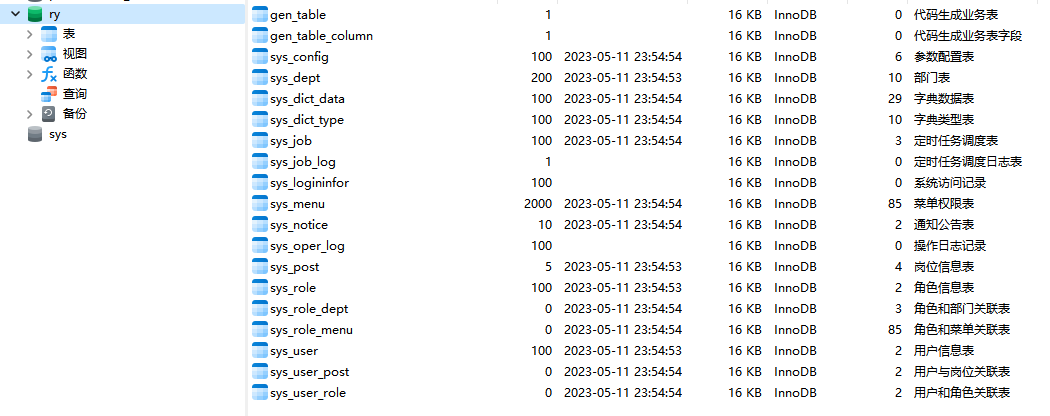 ry
表
视图
函数
查询
备份
sys
gen_table 1 16 KB InnoDB 0 代码生成业务表
gen_table_column 1 16 KB InnoDB 0 代码生成业务表字段
sys_config 100 2023-05-11 23:54:54 16 KB InnoDB 6 参数配置表
sys_dept 200 2023-05-11 23:54:53 16 KB InnoDB 10 部门表
sys_dict_data 100 2023-05-11 23:54:54 16 KB InnoDB 29 字典数据表
sys_dict_type 100 2023-05-11 23:54:54 16 KB InnoDB 10 字典类型表
sys_job 100 2023-05-11 23:54:54 16 KB InnoDB 3 定时任务调度表
sys_job_log 1 16 KB InnoDB 0 定时任务调度日志表
sys_logininfor 100 16 KB InnoDB 0 系统访问记录
sys_menu 2000 2023-05-11 23:54:54 16 KB InnoDB 85 菜单权限表
sys_notice 10 2023-05-11 23:54:54 16 KB InnoDB 2 通知公告表
sys_oper_log 100 16 KB InnoDB 0 操作日志记录
sys_post 5 2023-05-11 23:54:53 16 KB InnoDB 4 岗位信息表
sys_role 100 2023-05-11 23:54:53 16 KB InnoDB 2 角色信息表
sys_role_dept 0 2023-05-11 23:54:54 16 KB InnoDB 3 角色和部门关联表
sys_role_menu 0 2023-05-11 23:54:54 16 KB InnoDB 85 角色和菜单关联表
sys_user 100 2023-05-11 23:54:53 16 KB InnoDB 2 用户信息表
sys_user_post 0 2023-05-11 23:54:54 16 KB InnoDB 2 用户与岗位关联表
sys_user_role 0 2023-05-11 23:54:54 16 KB InnoDB 2 用户和角色关联表